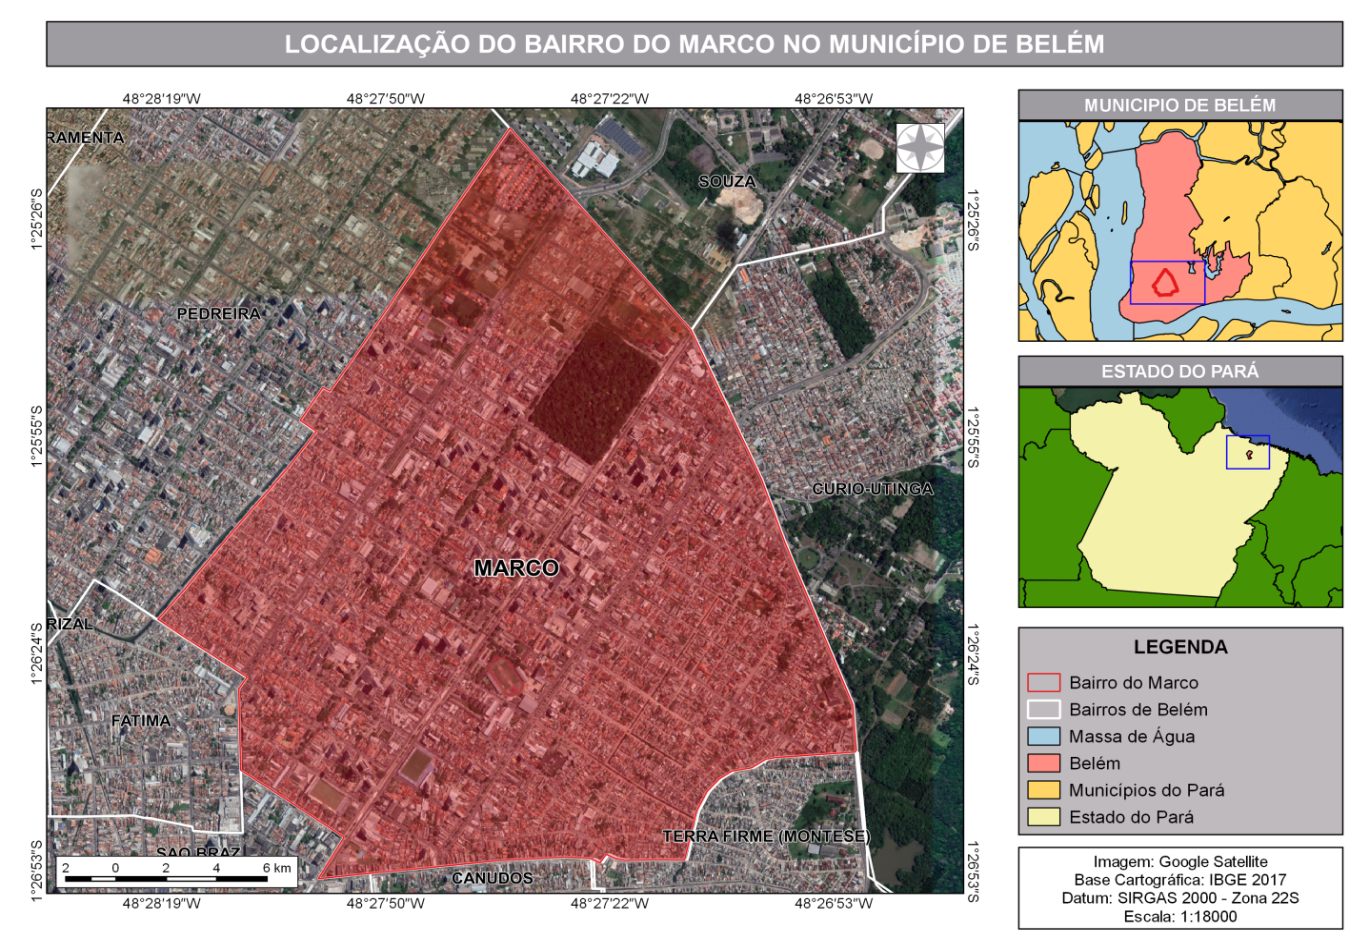 LOCALIZAÇÃO DO BAIRRO DO MARCO NO MUNICÍPIO DE BELÉM
48°28'19"W 48°27'50"W 48°27'22"W 48°26'53"W
RAMENTA
SOUZA
1°25'26"S
1°25'26"S
PEDREIRA
1°25'55"S
1°25'55"S
CURIO-UTINGA
MARCO
RIZAL
1°26'24"S
1°26'24"S
FATIMA
TERRA FIRME (MONTESE)
SAO BRAZ
1°26'53"S
1°26'53"S
2 0 2 4 6 km
CANUDOS
48°28'19"W 48°27'50"W 48°27'22"W 48°26'53"W
MUNICIPIO DE BELÉM
ESTADO DO PARÁ
LEGENDA
Bairro do Marco
Bairros de Belém
Massa de Água
Belém
Municípios do Pará
Estado do Pará
Imagem: Google Satellite
Base Cartográfica: IBGE 2017
Datum: SIRGAS 2000 - Zona 22S
Escala: 1:18000